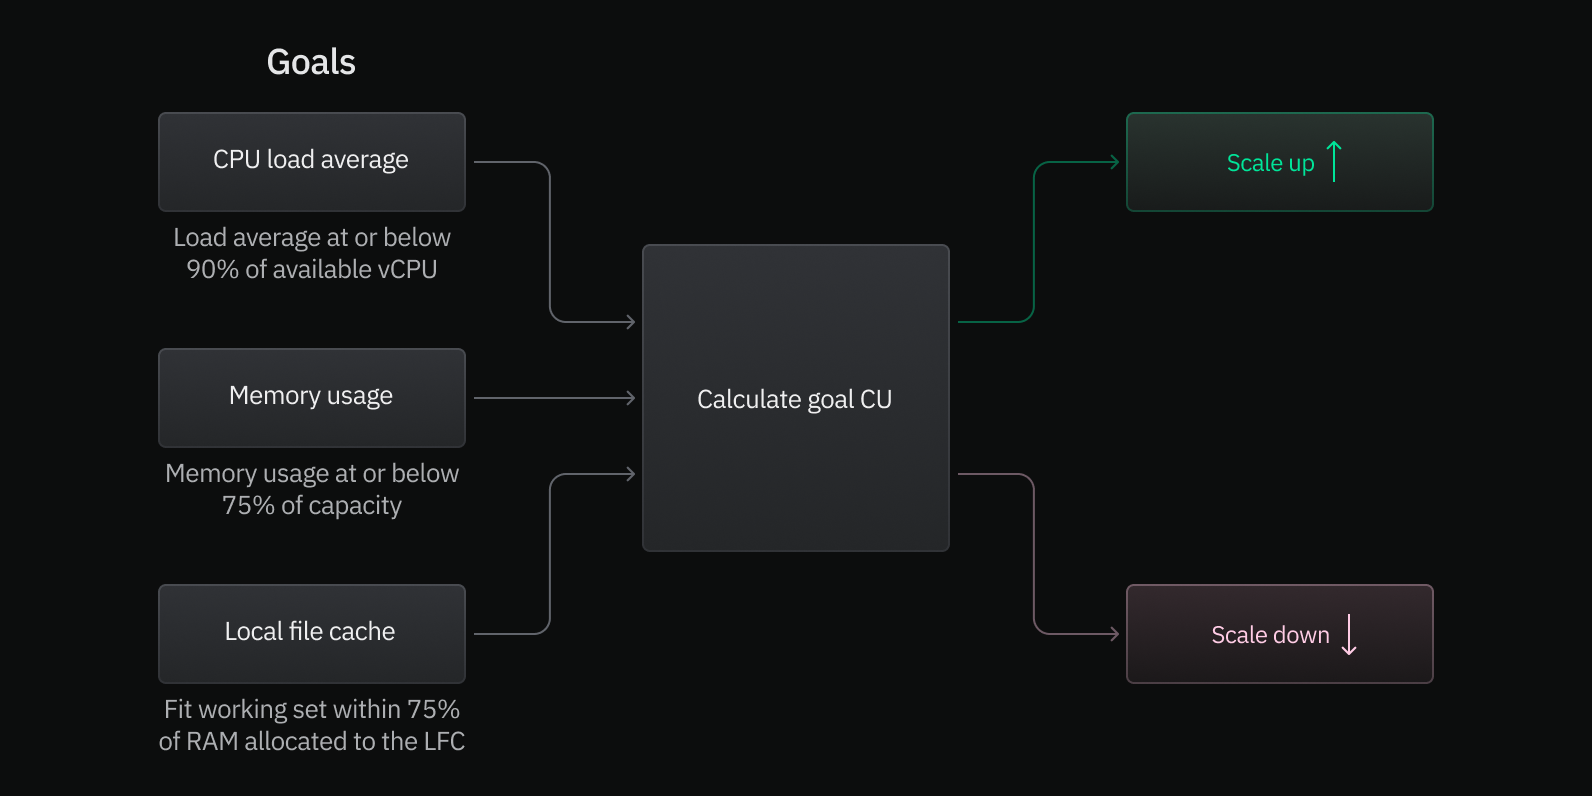 Goals
CPU load average
Load average at or below
90% of available vCPU
Memory usage
Memory usage at or below
75% of capacity
Local file cache
Fit working set within 75%
of RAM allocated to the LFC
Calculate goal CU
Scale up
Scale down